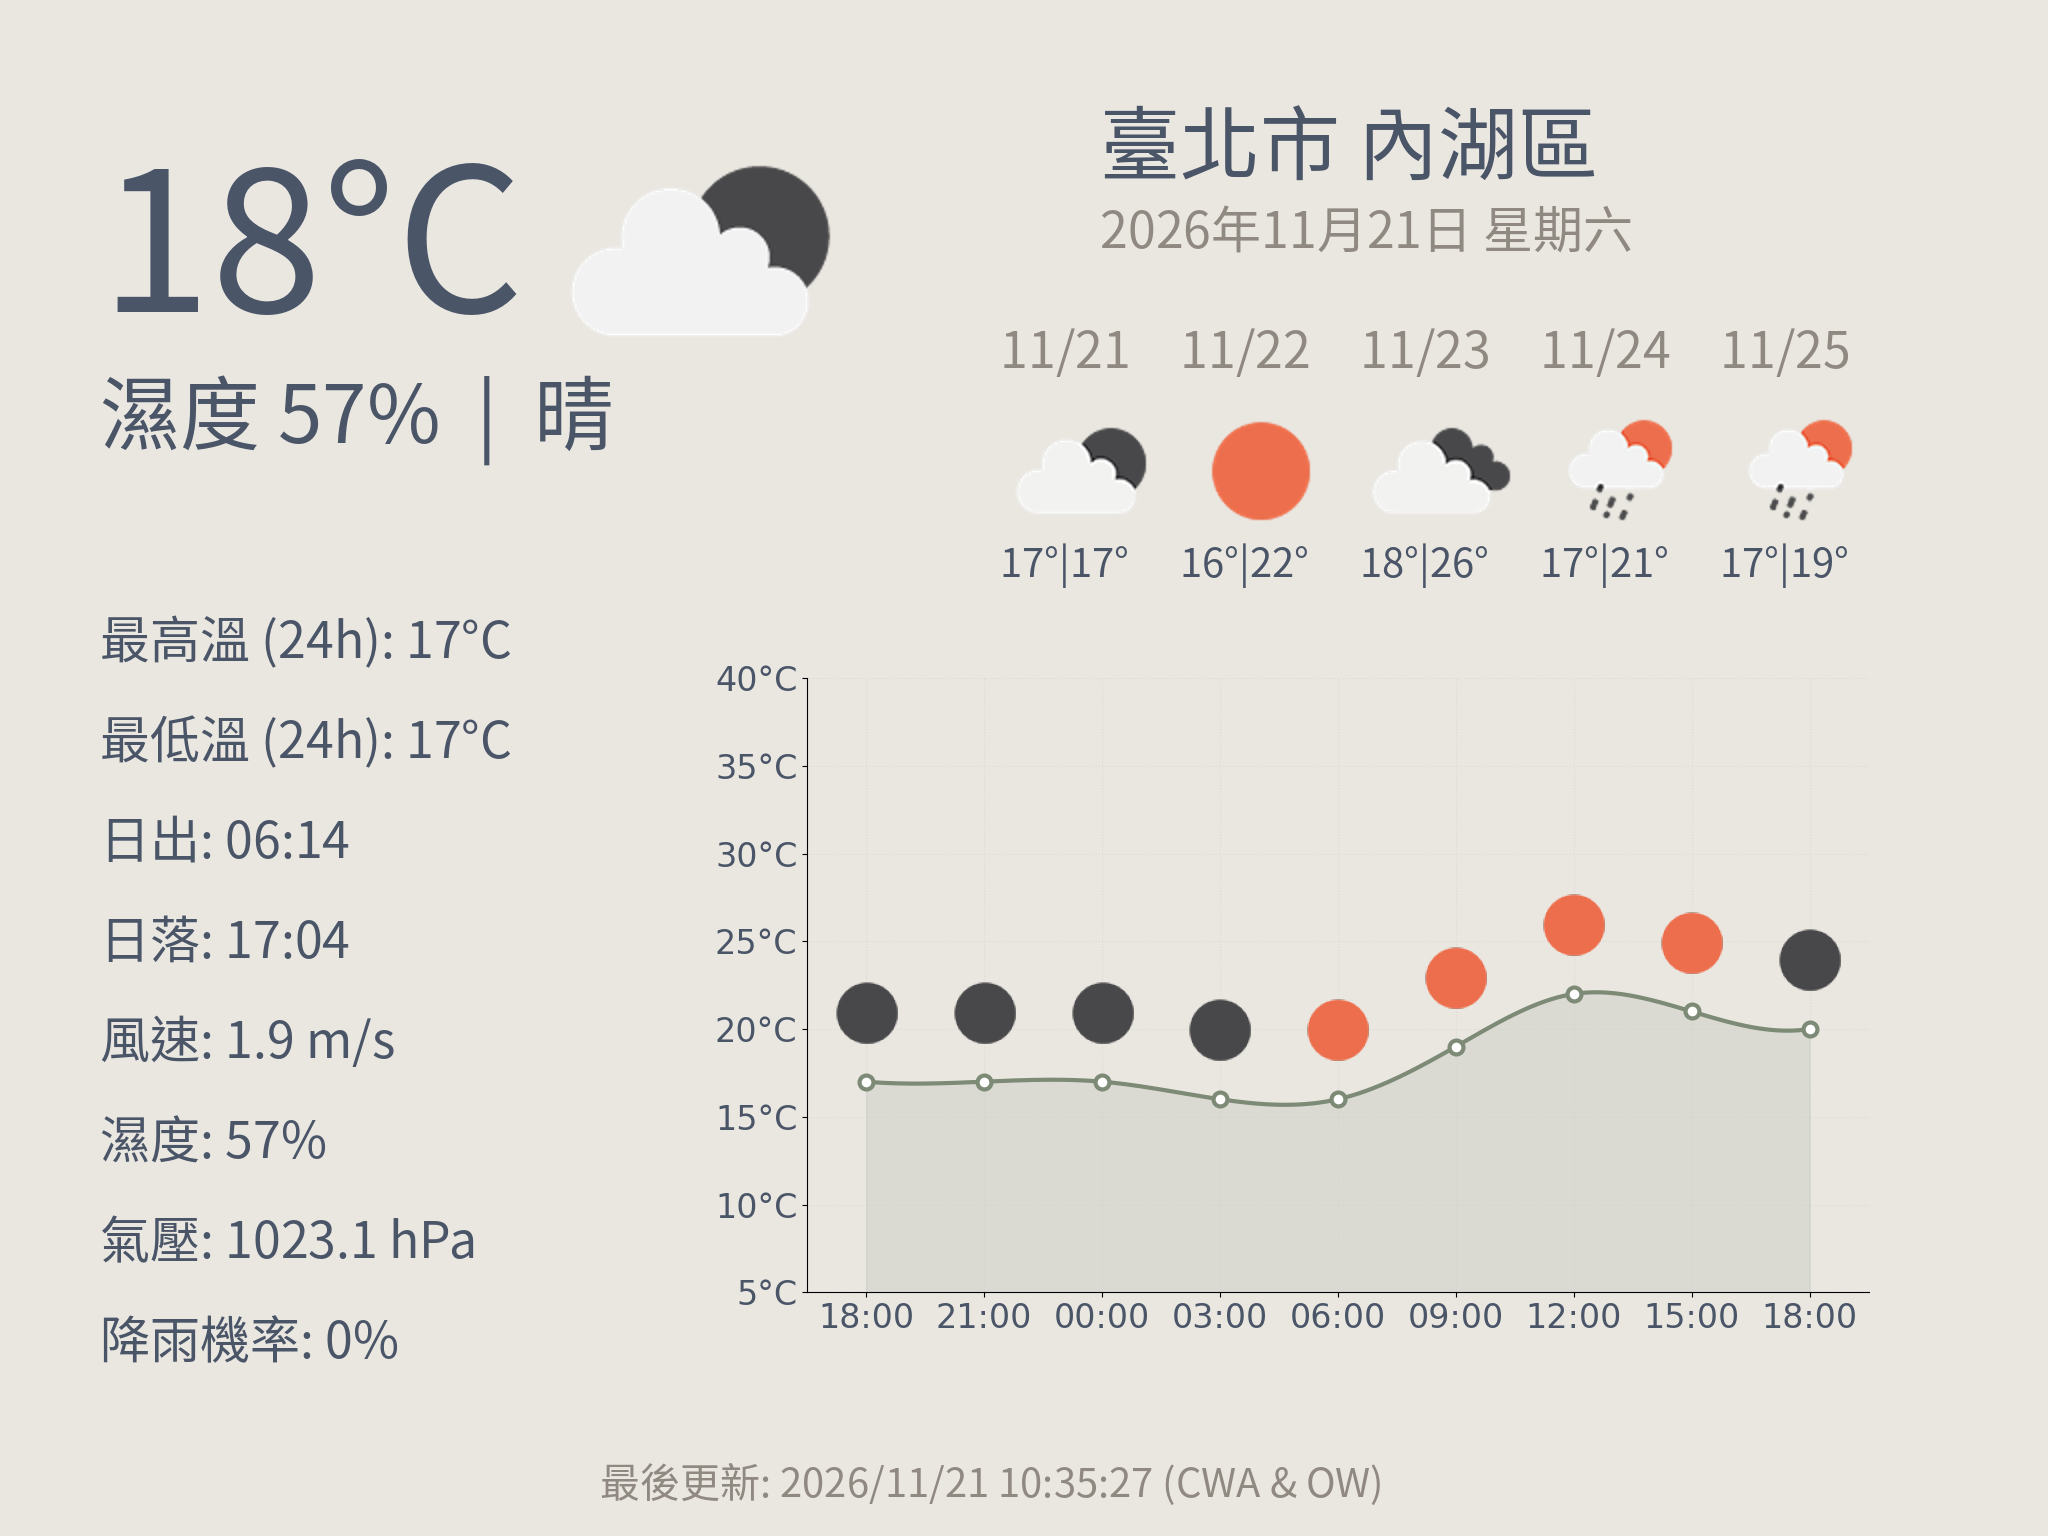 18°C
濕度 57% | 晴
臺北市 內湖區
2026年11月21日 星期六
11/21 11/22 11/23 11/24 11/25
17°|17° 16°|22° 18°|26° 17°|21° 17°|19°
最高溫 (24h): 17°C
最低溫 (24h): 17°C
日出: 06:14
日落: 17:04
風速: 1.9 m/s
濕度: 57%
氣壓: 1023.1 hPa
降雨機率: 0%
40°C
35°C
30°C
25°C
20°C
15°C
10°C
5°C
18:00 21:00 00:00 03:00 06:00 09:00 12:00 15:00 18:00
最後更新: 2026/11/21 10:35:27 (CWA & OW)